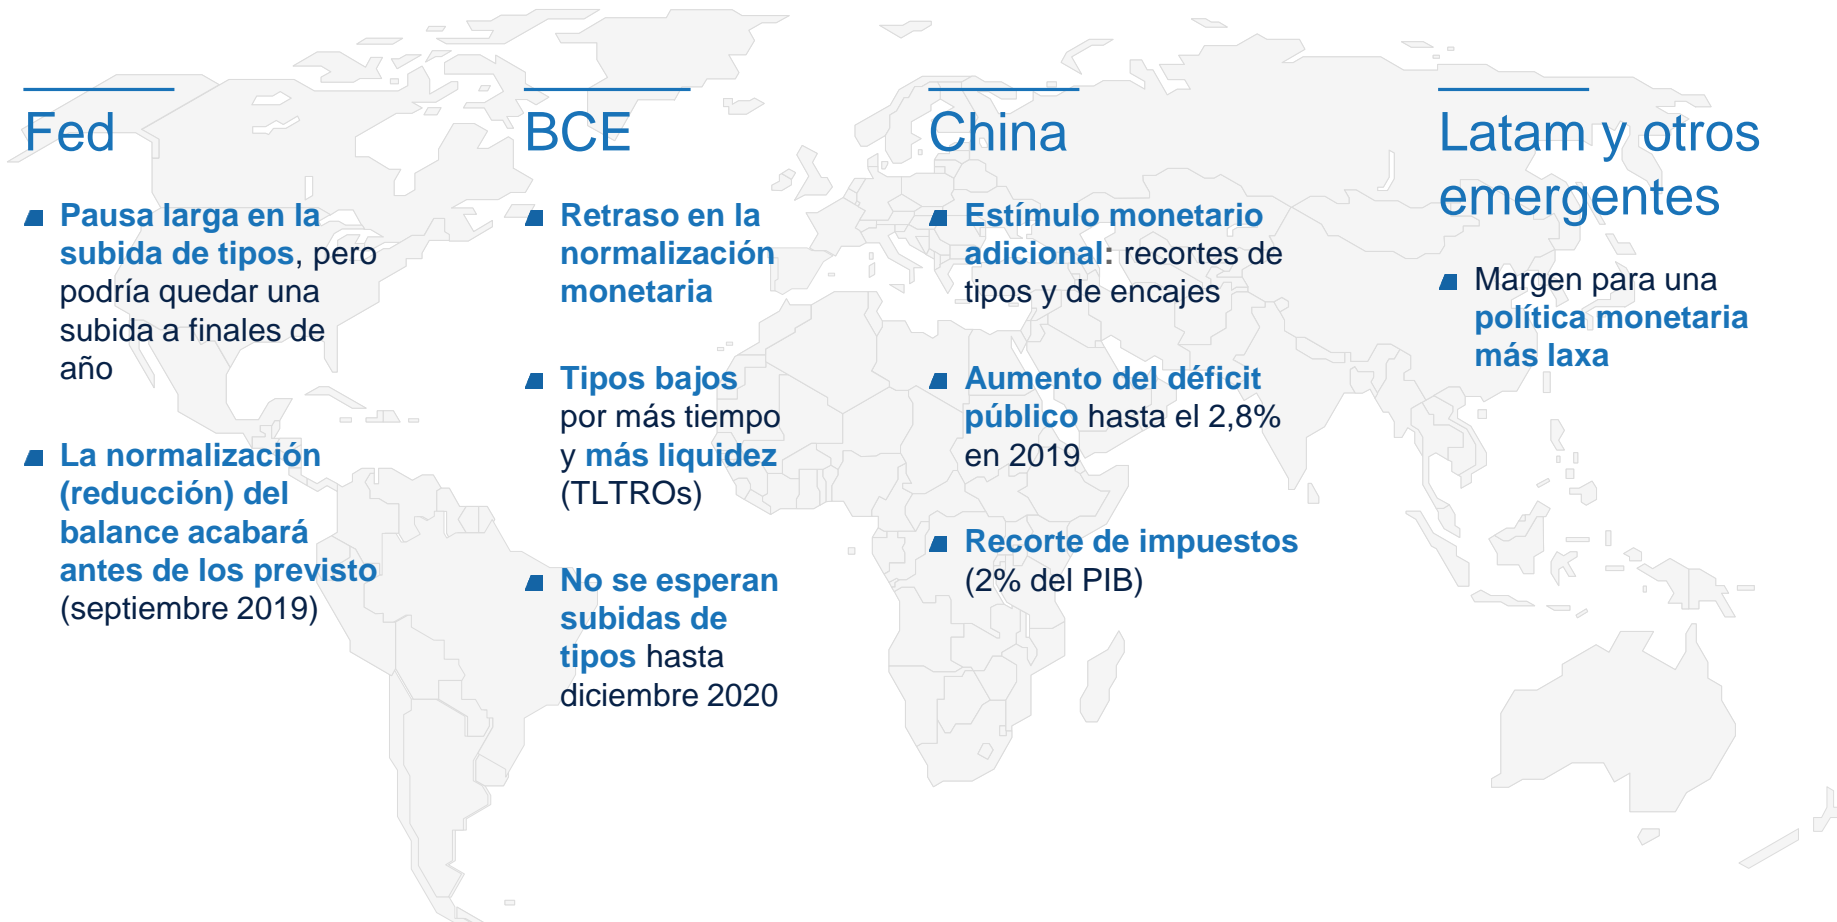 Fed
Pausa larga en la
subida de tipos, pero
podría quedar una
subida a finales de
año
La normalización
(reducción) del
balance acabará
antes de los previsto
(septiembre 2019)
BCE
Retraso en la
normalización
monetaria
Tipos bajos
por más tiempo
y más liquidez
(TLTROs)
No se esperan
subidas de
tipos hasta
diciembre 2020
China
Estímulo monetario
adicional: recortes de
tipos y de encajes
Aumento del déficit
público hasta el 2,8%
en 2019
Recorte de impuestos
(2% del PIB)
Latam y otros
emergentes
Margen para una
política monetaria
más laxa